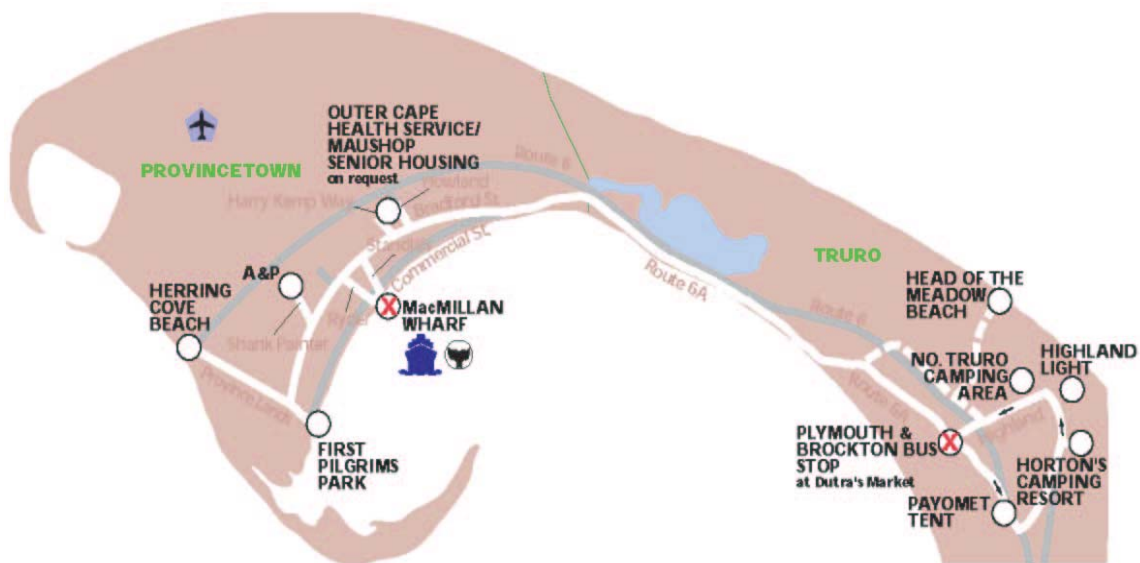 OUTER CAPE
HEALTH SERVICE/
MAUSHOP
SENIOR HOUSING
on request
PROVINCETOWN
Route 6
Howland
Harry Kemp Way
Bradford St.
Standish
Commercial St.
A&P
HERRING
COVE
BEACH
Ryder
Shank Painter
MacMILLAN
WHARF
Province Lands
FIRST
PILGRIMS
PARK
TRURO
Route 6A
HEAD OF THE
MEADOW
BEACH
Route 6
NO. TRURO
CAMPING
AREA
HIGHLAND
LIGHT
Route 6A
Highland
X
X
PLYMOUTH &
BROCKTON BUS
STOP
at Dutra's Market
HORTON'S
CAMPING
RESORT
PAYOMET
TENT